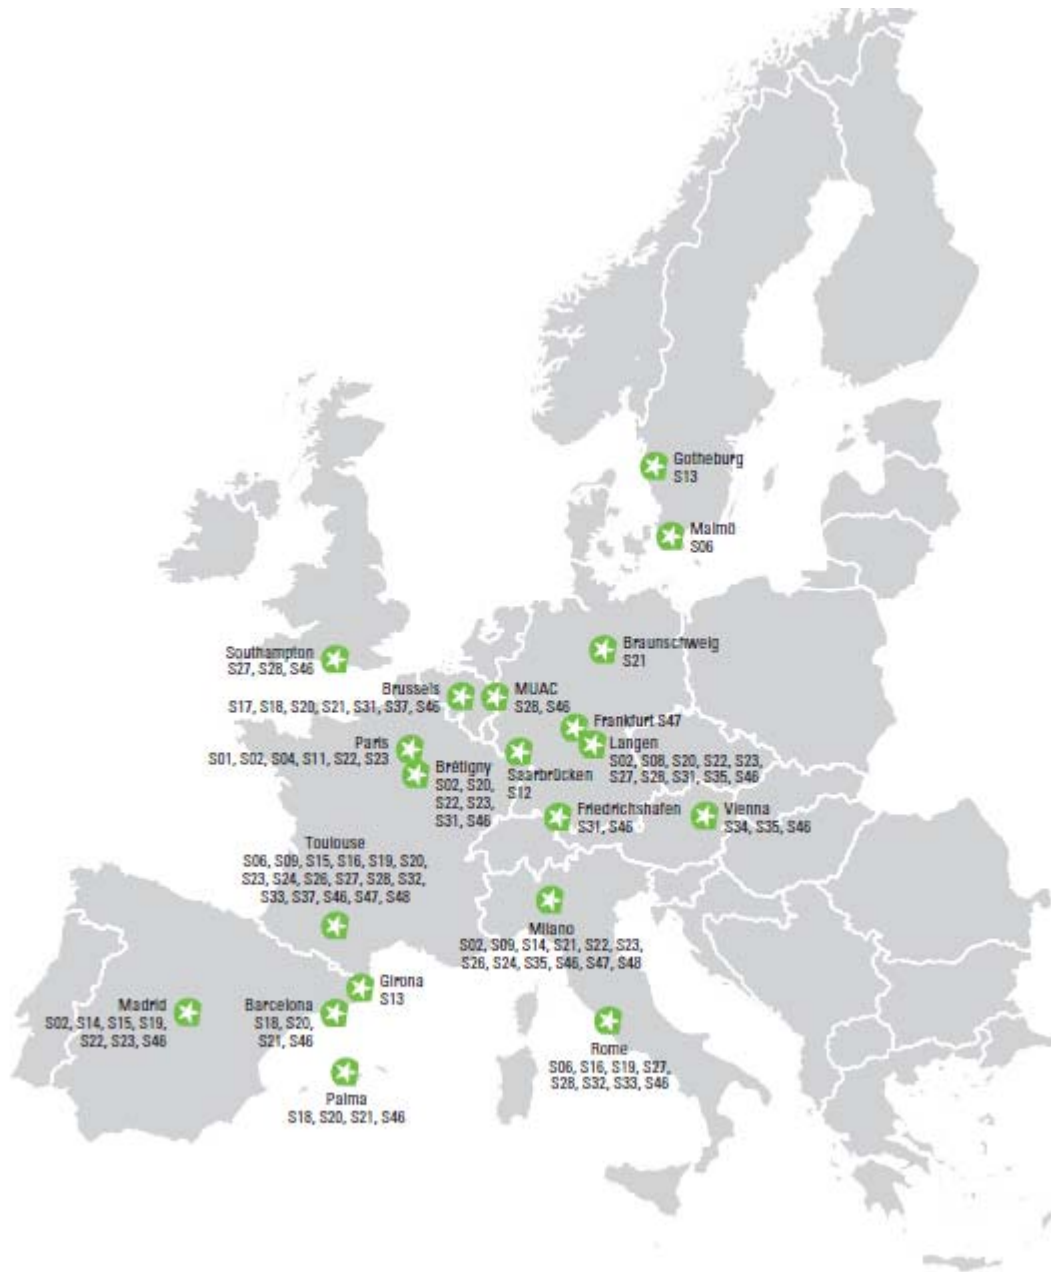 Gotheburg
S13
Malmö
S06
Braunschweig
S21
Southampton
S27, S28, S46
Brussels
S17, S18, S20, S21, S31, S37, S46
MUAC
S28, S46
Frankfurt S47
Langen
S02, S08, S20, S22, S23,
S27, S28, S31, S35, S46
Paris
S01, S02, S04, S11, S22, S23
Brétigny
S02, S20,
S22, S23,
S31, S46
Saarbrücken
S12
Friedrichshafen
S31, S46
Vienna
S34, S35, S46
Toulouse
S06, S09, S15, S16, S19, S20,
S23, S24, S26, S27, S28, S32,
S33, S37, S46, S47, S48
Milano
S02, S09, S14, S21, S22, S23,
S26, S24, S35, S46, S47, S48
Girona
S13
Madrid
S02, S14, S15, S19,
S22, S23, S46
Barcelona
S18, S20,
S21, S46
Rome
S06, S16, S19, S27,
S28, S32, S33, S46
Palma
S18, S20, S21, S46